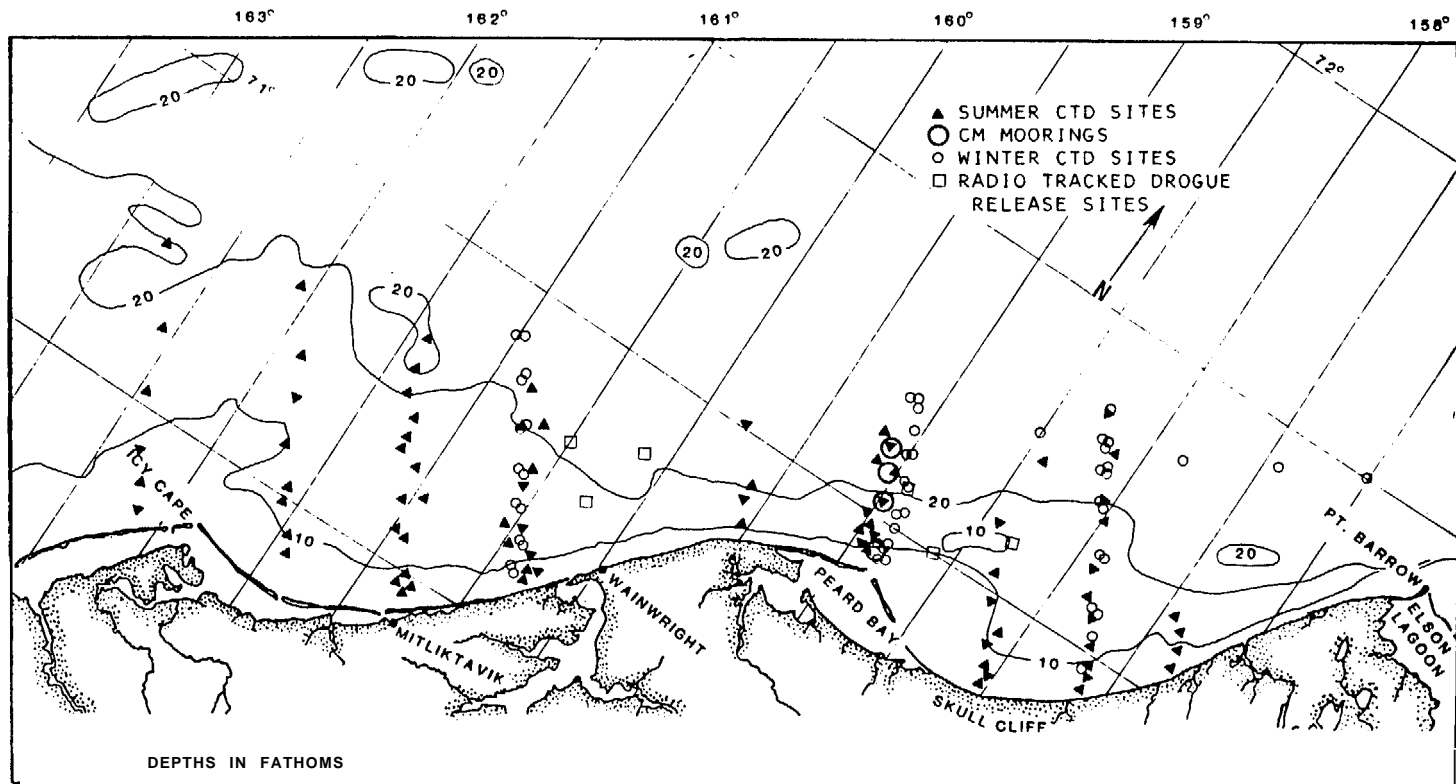 163° 162° 161° 160° 159° 158°
20
71°
20
20
72°
SUMMER CTD SITES
CM MOORINGS
WINTER CTD SITES
RADIO TRACKED DROGUE
RELEASE SITES
N
20
20
20
20
20
10
10
20
10
ICY CAPE
MITLIKTAVIK
WAINWRIGHT
PEARD BAY
SKULL CLIFF
PT. BARROW
ELSON
LAGOON
DEPTHS IN FATHOMS